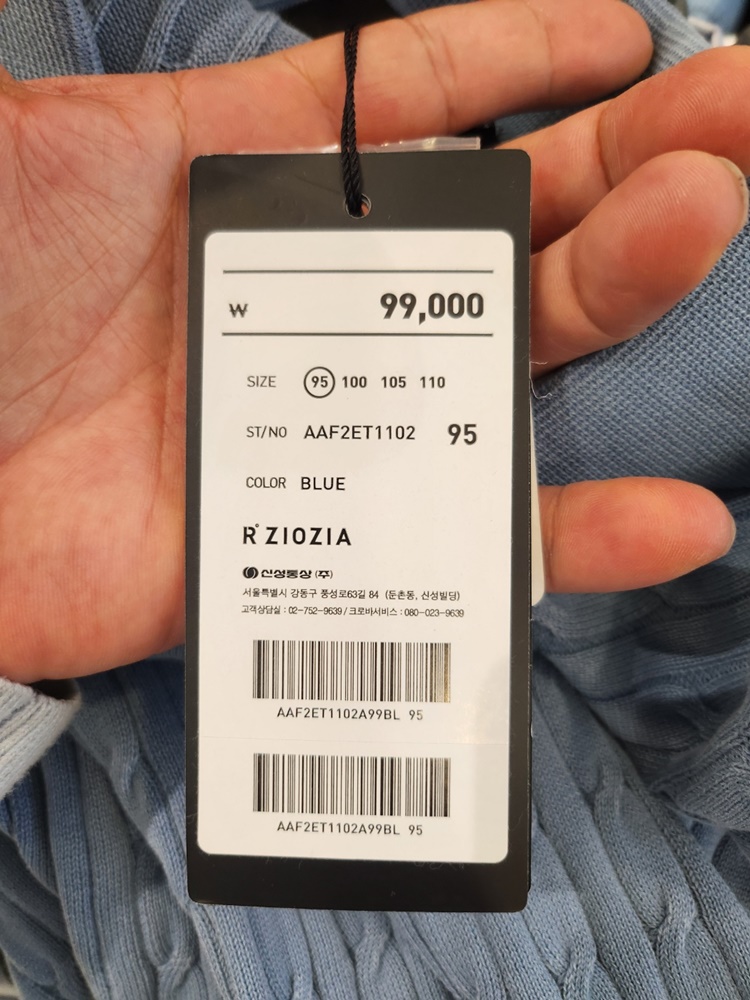 ₩ 99,000
SIZE 95 100 105 110
ST/NO AAF2ET1102 95
COLOR BLUE
R° ZIOZIA
신성통상 (주)
서울특별시 강동구 풍성로63길 84 (둔촌동, 신성빌딩)
고객상담실 : 02-752-9639 / 크로바서비스 : 080-023-9639
AAF2ET1102A99BL 95
AAF2ET1102A99BL 95